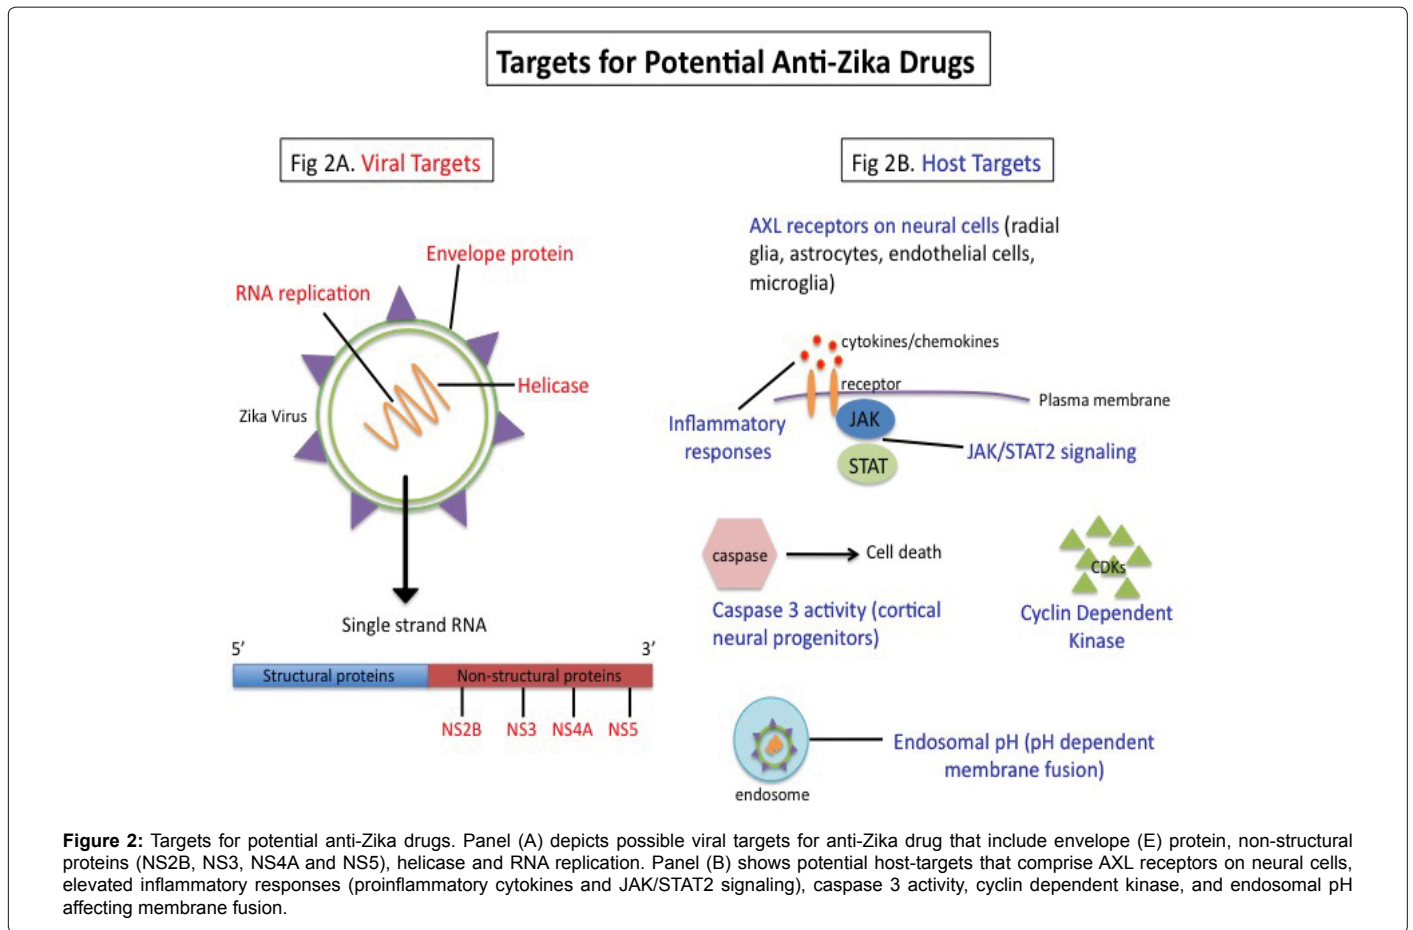 Targets for Potential Anti-Zika Drugs
Fig 2A. Viral Targets
Envelope protein
RNA replication
Helicase
Zika Virus
Single strand RNA
5’
3’
Structural proteins
Non-structural proteins
NS2B
NS3
NS4A
NS5
Fig 2B. Host Targets
AXL receptors on neural cells (radial
glia, astrocytes, endothelial cells,
microglia)
cytokines/chemokines
receptor
Plasma membrane
JAK
Inflammatory
responses
JAK/STAT2 signaling
STAT
caspase
Cell death
CDKs
Caspase 3 activity (cortical
neural progenitors)
Cyclin Dependent
Kinase
Endosomal pH (pH dependent
membrane fusion)
endosome
Figure 2: Targets for potential anti-Zika drugs. Panel (A) depicts possible viral targets for anti-Zika drug that include envelope (E) protein, non-structural
proteins (NS2B, NS3, NS4A and NS5), helicase and RNA replication. Panel (B) shows potential host-targets that comprise AXL receptors on neural cells,
elevated inflammatory responses (proinflammatory cytokines and JAK/STAT2 signaling), caspase 3 activity, cyclin dependent kinase, and endosomal pH
affecting membrane fusion.